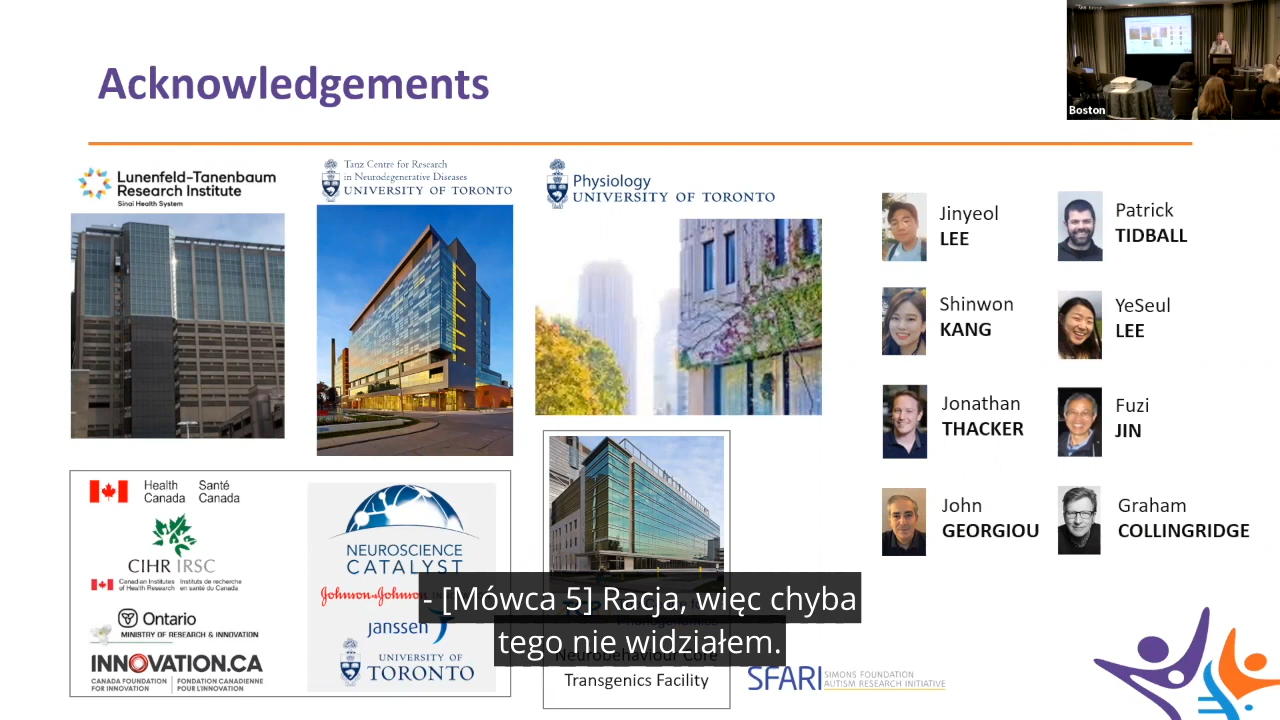 Acknowledgements
Boston
Lunenfeld-Tanenbaum
Research Institute
Sinai Health System
Tanz Centre for Research
in Neurodegenerative Diseases
UNIVERSITY OF TORONTO
Physiology
UNIVERSITY OF TORONTO
Jinyeol
LEE
Patrick
TIDBALL
Shinwon
KANG
YeSeul
LEE
Jonathan
THACKER
Fuzi
JIN
John
GEORGIOU
Graham
COLLINGRIDGE
Health
Canada
Santé
Canada
CIHR IRSC
Canadian Institutes
of Health Research
Instituts de recherche
en santé du Canada
Ontario
MINISTRY OF RESEARCH & INNOVATION
INNOVATION.CA
CANADA FOUNDATION
FOR INNOVATION
FONDATION CANADIENNE
POUR L'INNOVATION
NEUROSCIENCE
CATALYST
Johnson&Johnson
janssen
UNIVERSITY OF
TORONTO
- [Mówca 5] Racja, więc chyba
tego nie widziałem.
Neurobehaviour Core
Transgenics Facility
SFARI
SIMONS FOUNDATION
AUTISM RESEARCH INITIATIVE